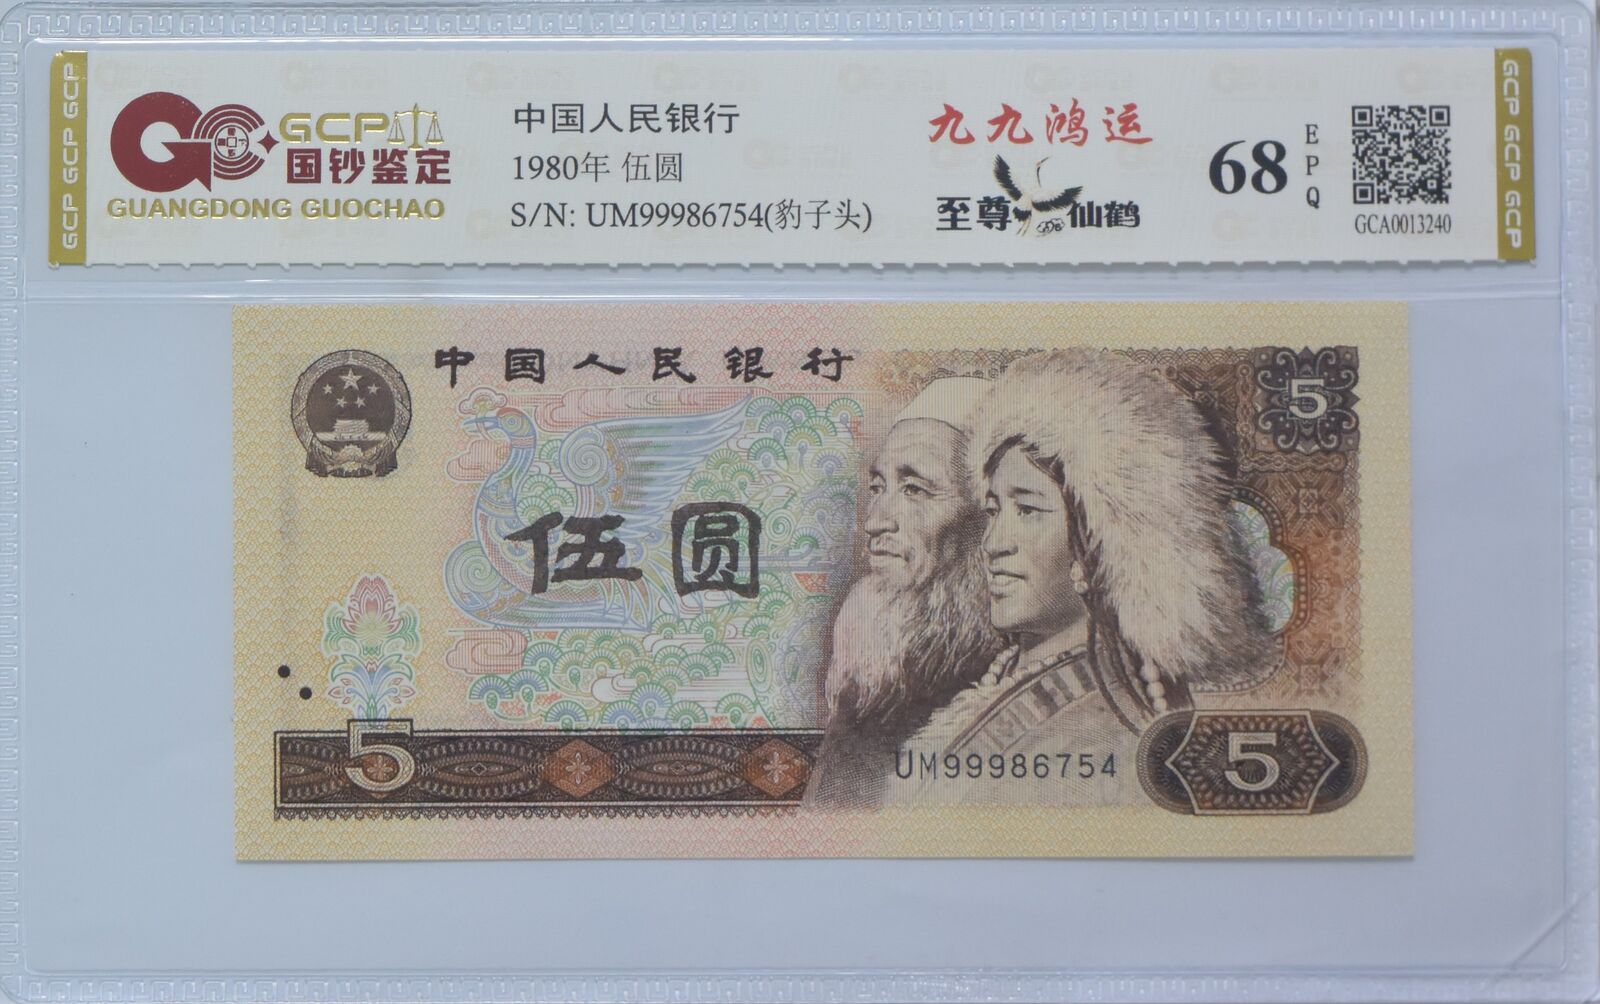 GCP GCP GCP GCP
GCP
国钞鉴定
GUANGDONG GUOCHAO
中国人民银行
1980年 伍圆
S/N: UM99986754(豹子头)
九九鸿运
至尊 仙鹤
68
EPQ
GCA0013240
GCP GCP GCP GCP
中国人民银行
5
伍圆
5
UM99986754
5